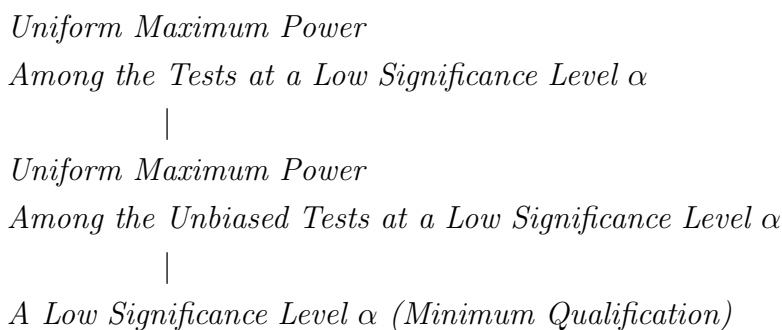 Uniform Maximum Power
Among the Tests at a Low Significance Level α
|
Uniform Maximum Power
Among the Unbiased Tests at a Low Significance Level α
|
A Low Significance Level α (Minimum Qualification)